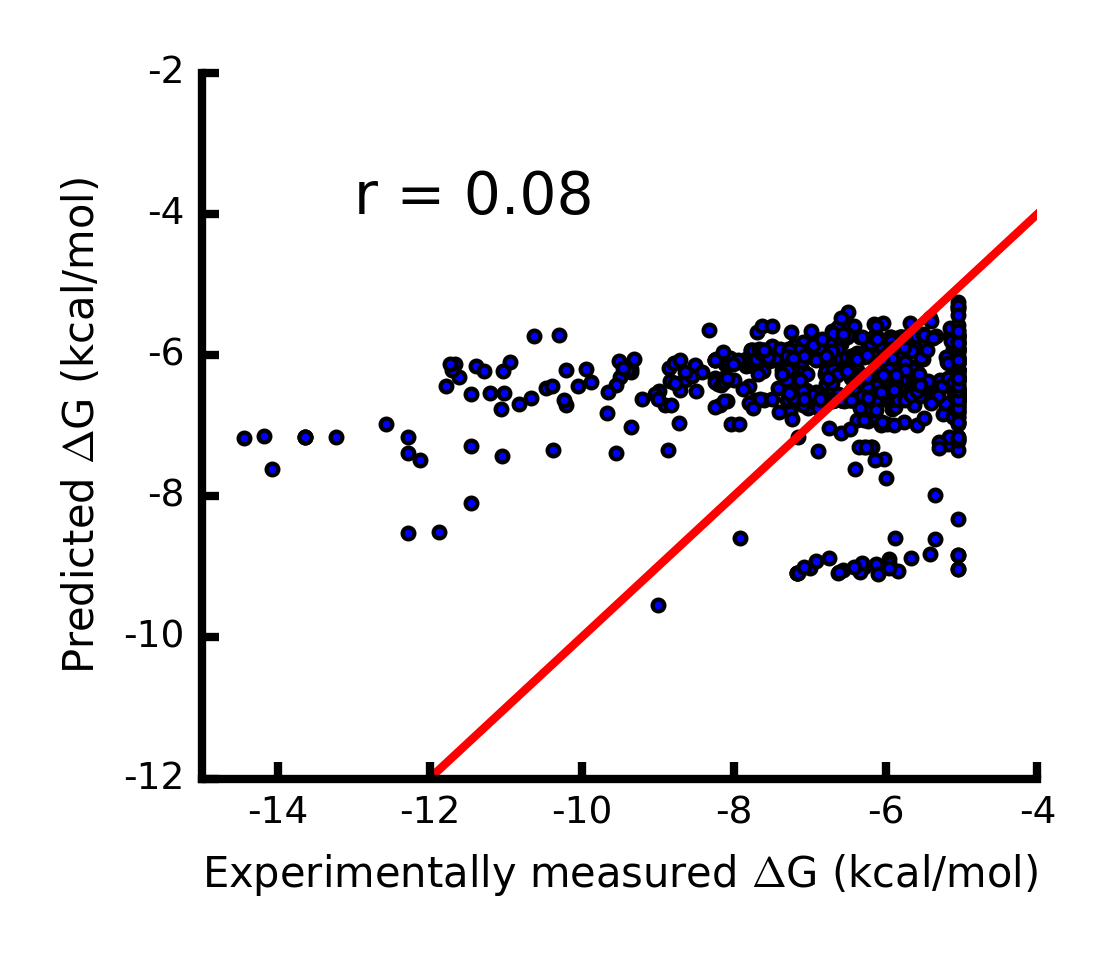 -2
-4
-6
-8
-10
-12
r = 0.08
Predicted ΔG (kcal/mol)
-14 -12 -10 -8 -6 -4
Experimentally measured ΔG (kcal/mol)